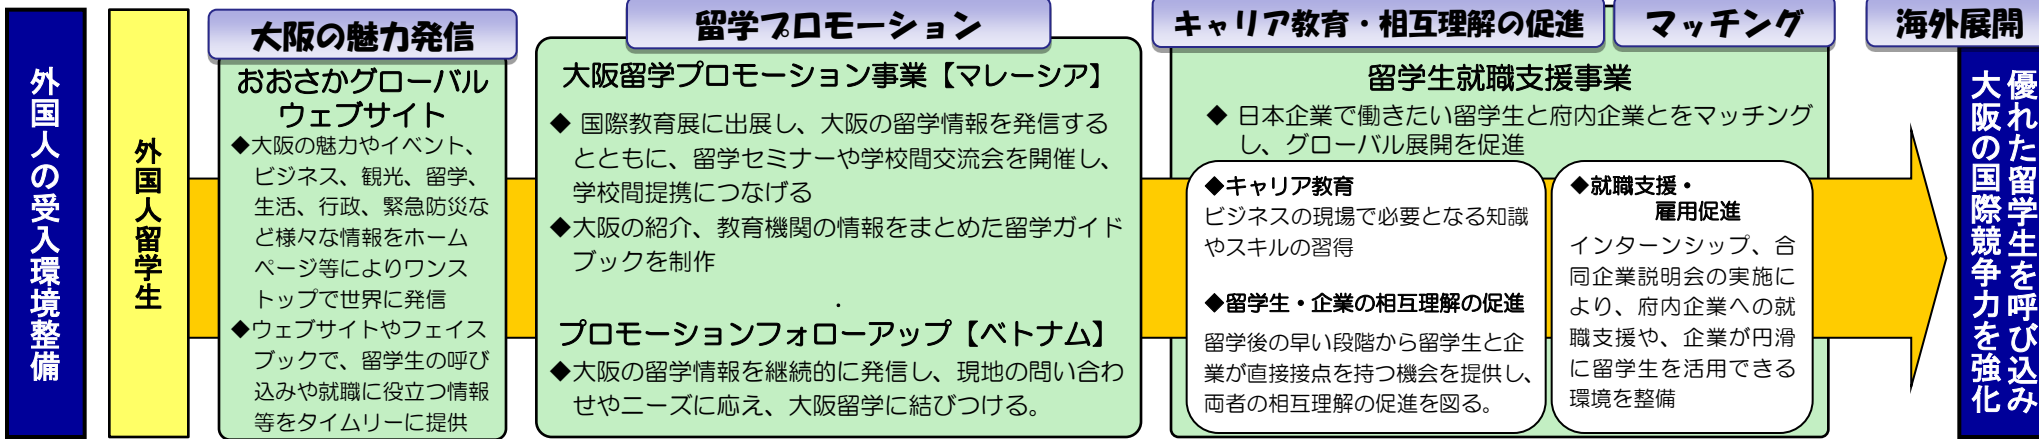 外国人の受入環境整備
外国人留学生
大阪の魅力発信
おおさかグローバル
ウェブサイト
◆大阪の魅力やイベント、
ビジネス、観光、留学、
生活、行政、緊急防災な
ど様々な情報をホーム
ページ等によりワンス
トップで世界に発信
◆ウェブサイトやフェイス
ブックで、留学生の呼び
込みや就職に役立つ情報
等をタイムリーに提供
留学プロモーション
大阪留学プロモーション事業【マレーシア】
◆ 国際教育展に出展し、大阪の留学情報を発信する
とともに、留学セミナーや学校間交流会を開催し、
学校間提携につなげる
◆大阪の紹介、教育機関の情報をまとめた留学ガイド
ブックを制作
.
プロモーションフォローアップ【ベトナム】
◆大阪の留学情報を継続的に発信し、現地の問い合わ
せやニーズに応え、大阪留学に結びつける。
キャリア教育・相互理解の促進
マッチング
留学生就職支援事業
◆ 日本企業で働きたい留学生と府内企業とをマッチング
し、グローバル展開を促進
◆キャリア教育
ビジネスの現場で必要となる知識
やスキルの習得
◆留学生・企業の相互理解の促進
留学後の早い段階から留学生と企
業が直接接点を持つ機会を提供し、
両者の相互理解の促進を図る。
◆就職支援・
雇用促進
インターンシップ、合
同企業説明会の実施に
より、府内企業への就
職支援や、企業が円滑
に留学生を活用できる
環境を整備
海外展開
優れた留学生を呼び込み
大阪の国際競争力を強化